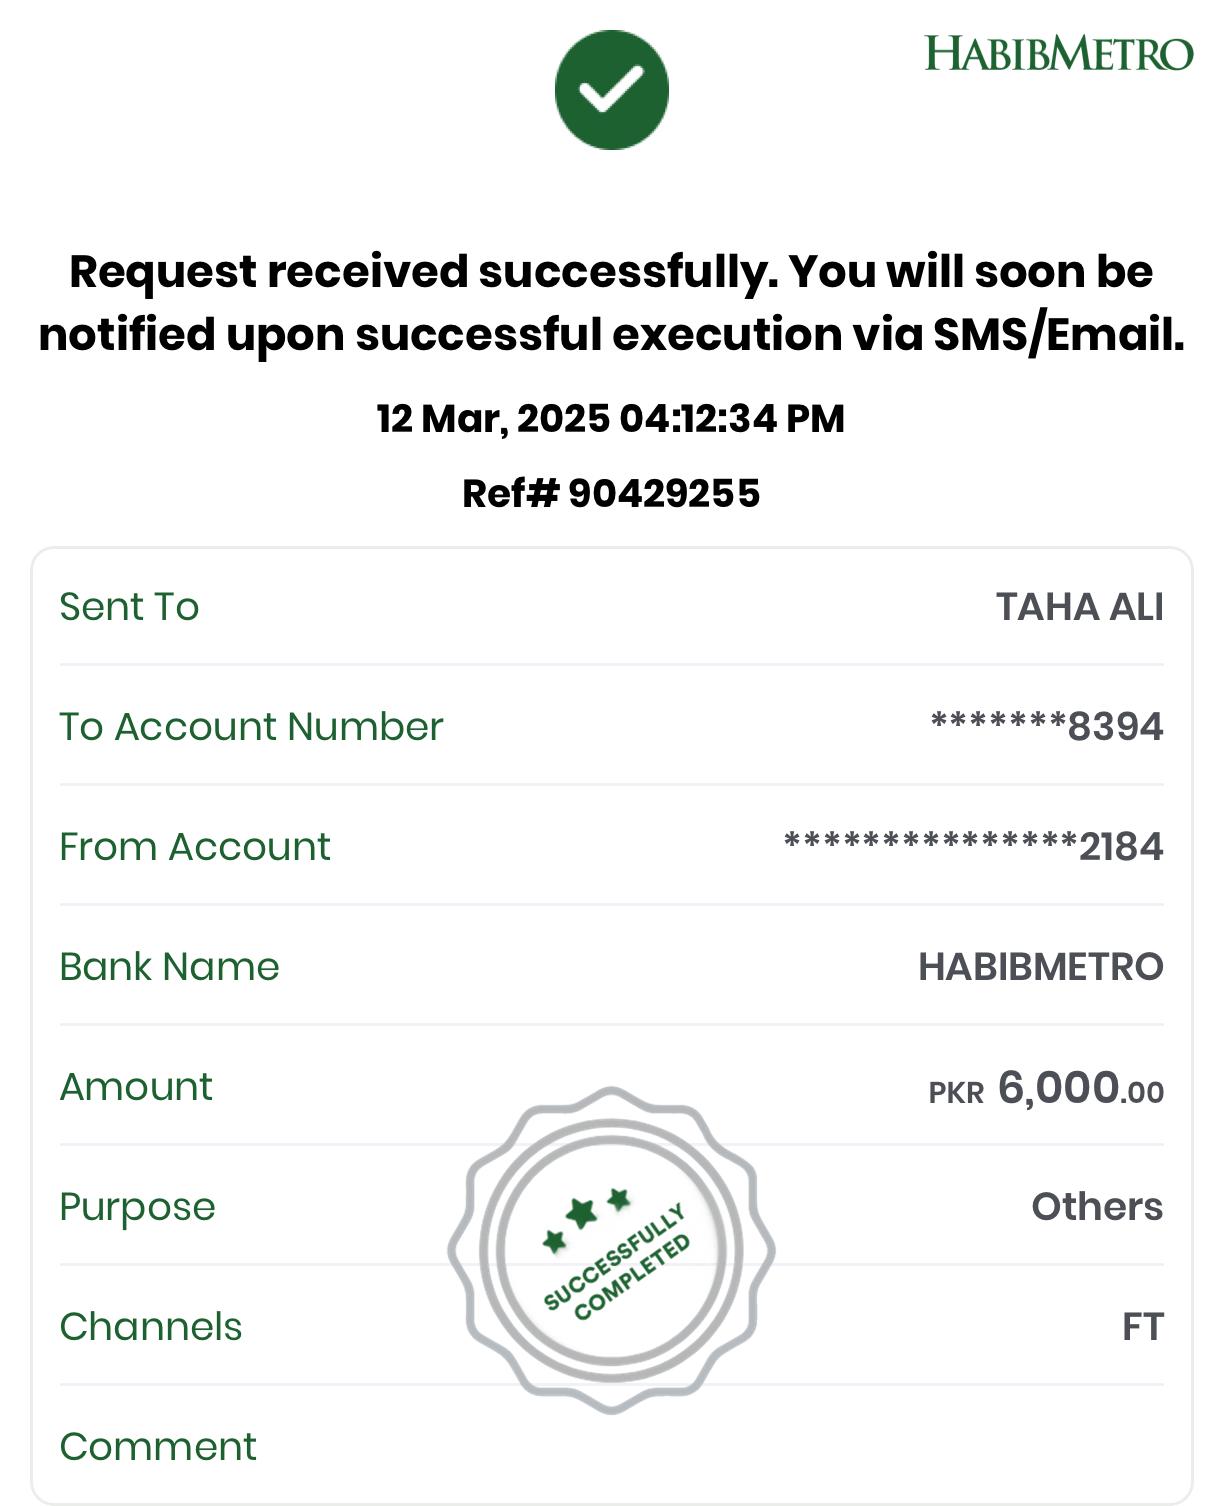 HABIBMETRO
Request received successfully. You will soon be
notified upon successful execution via SMS/Email.
12 Mar, 2025 04:12:34 PM
Ref# 90429255
Sent To TAHA ALI
To Account Number *******8394
From Account ***************2184
Bank Name HABIBMETRO
Amount PKR 6,000.00
Purpose Others
SUCCESSFULLY
COMPLETED
Channels FT
Comment